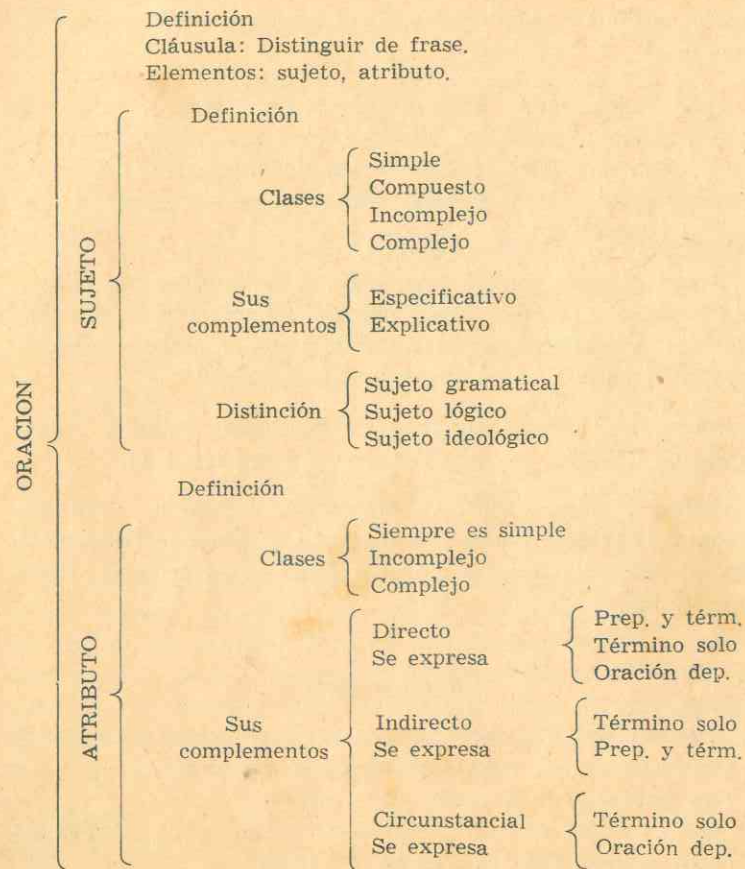 ORACION
Definición
Cláusula: Distinguir de frase.
Elementos: sujeto, atributo.
SUJETO
Definición
Clases
Simple
Compuesto
Incomplejo
Complejo
Sus
complementos
Especificativo
Explicativo
Distinción
Sujeto gramatical
Sujeto lógico
Sujeto ideológico
ATRIBUTO
Definición
Clases
Siempre es simple
Incomplejo
Complejo
Sus
complementos
Directo
Se expresa
Prep. y térm.
Término solo
Oración dep.
Indirecto
Se expresa
Término solo
Prep. y térm.
Circunstancial
Se expresa
Término solo
Oración dep.